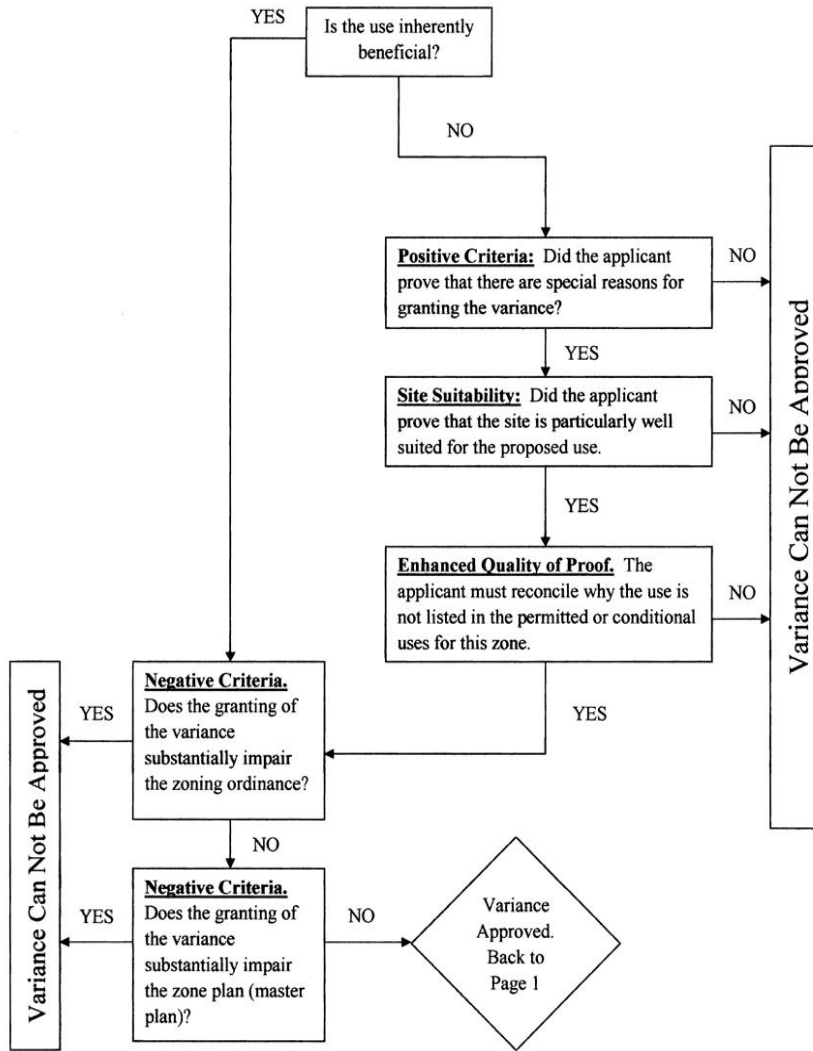 YES
Is the use inherently
beneficial?
NO
Positive Criteria: Did the applicant
prove that there are special reasons for
granting the variance?
NO
YES
Site Suitability: Did the applicant
prove that the site is particularly well
suited for the proposed use.
NO
YES
Enhanced Quality of Proof. The
applicant must reconcile why the use is
not listed in the permitted or conditional
uses for this zone.
NO
YES
Variance Can Not Be Approved
Negative Criteria.
Does the granting of
the variance
substantially impair
the zoning ordinance?
YES
NO
Negative Criteria.
Does the granting of
the variance
substantially impair
the zone plan (master
plan)?
YES
NO
Variance Can Not Be Approved
Variance
Approved.
Back to
Page 1